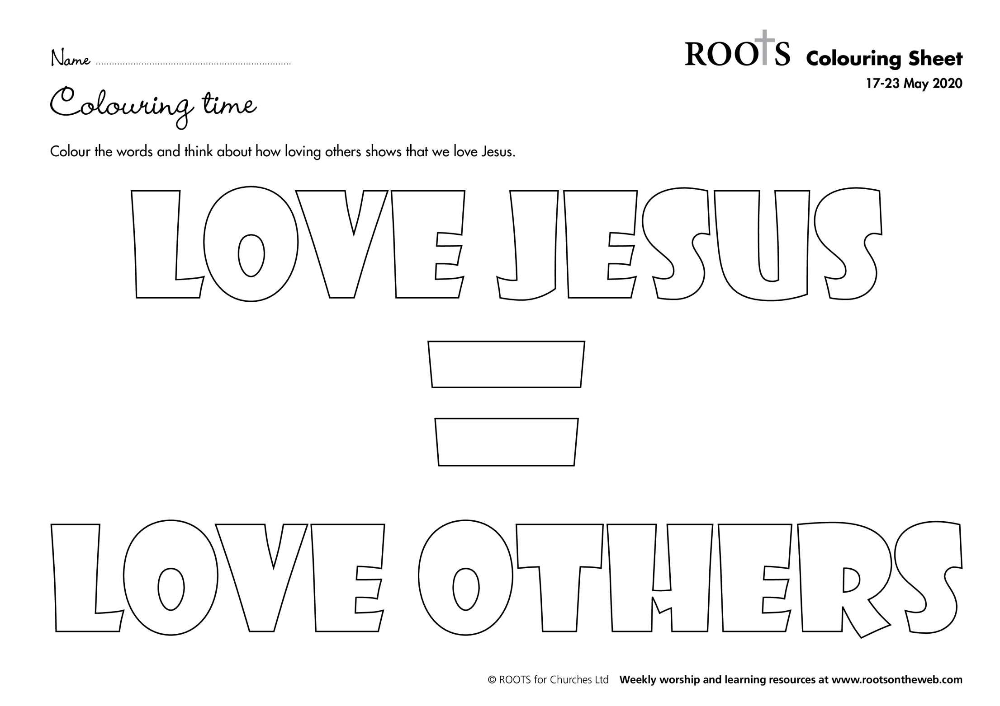 Name
ROOTS Colouring Sheet
17-23 May 2020
Colouring time
Colour the words and think about how loving others shows that we love Jesus.
LOVE JESUS
=
LOVE OTHERS
© ROOTS for Churches Ltd Weekly worship and learning resources at www.rootsontheweb.com